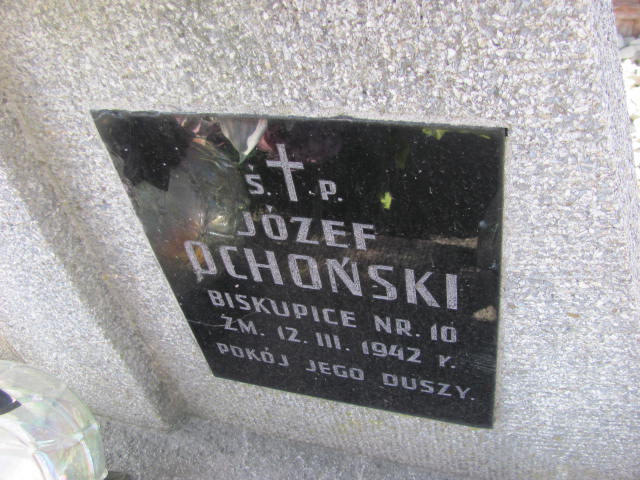 Ś. P.
JÓZEF
OCHOŃSKI
BISKUPICE NR. 10
ZM. 12. III. 1942 r.
POKÓJ JEGO DUSZY.